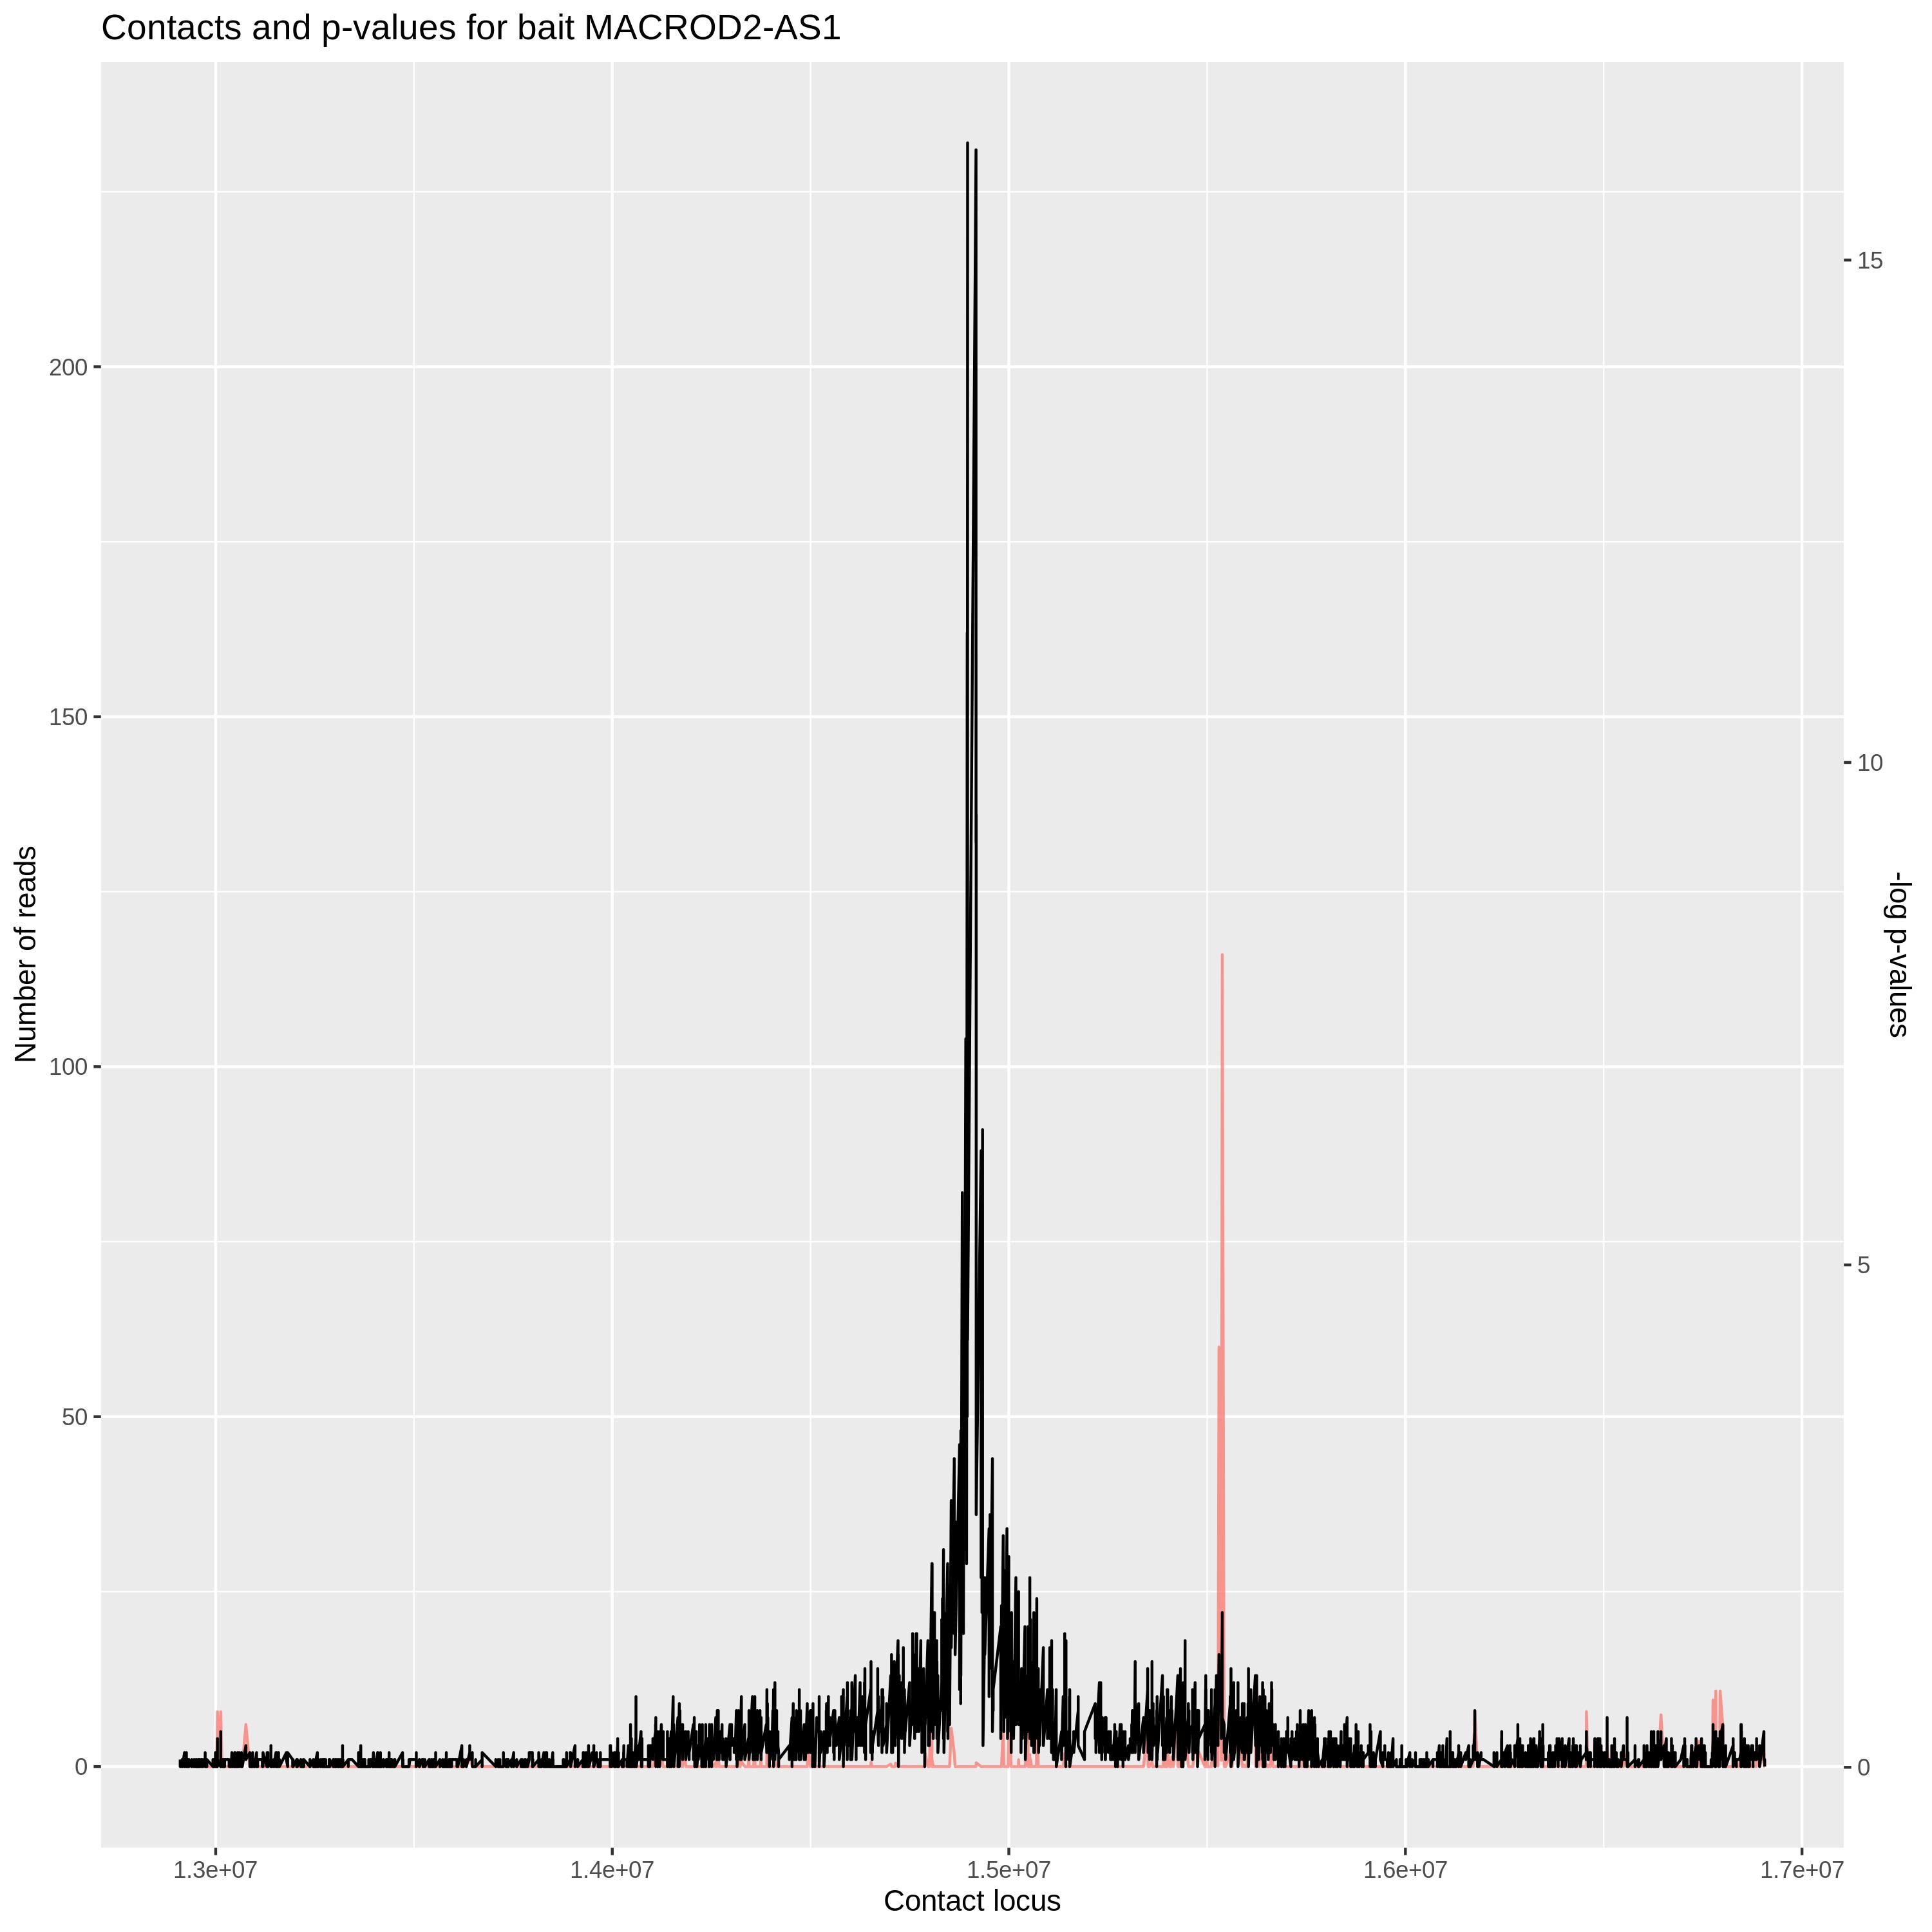 Contacts and p-values for bait MACROD2-AS1
Number of reads
200
150
100
50
0
15
10
5
0
-log p-values
1.3e+07 1.4e+07 1.5e+07 1.6e+07 1.7e+07
Contact locus